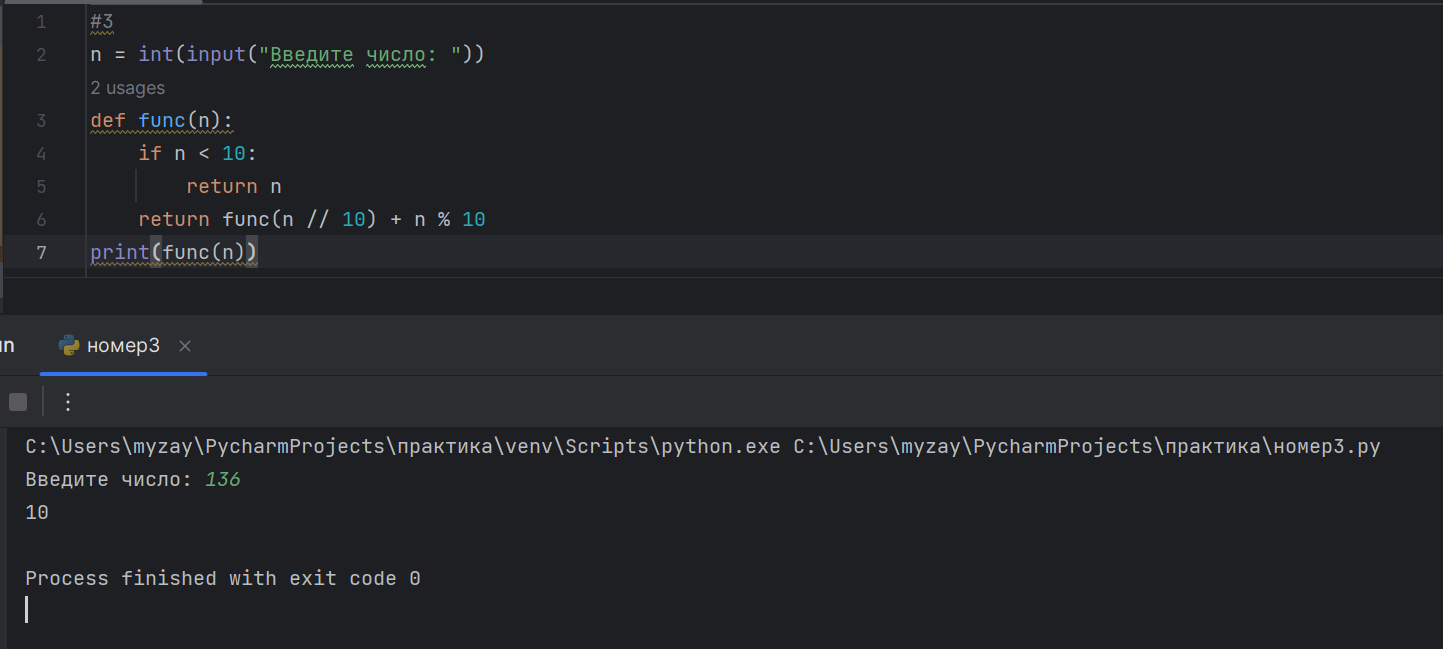 1 #3
2 n = int(input("Введите число: "))
2 usages
3 def func(n):
4 if n < 10:
5 return n
6 return func(n // 10) + n % 10
7 print(func(n))
номер3 ×
C:\Users\myzay\PycharmProjects\практика\venv\Scripts\python.exe C:\Users\myzay\PycharmProjects\практика\номер3.py
Введите число: 136
10
Process finished with exit code 0